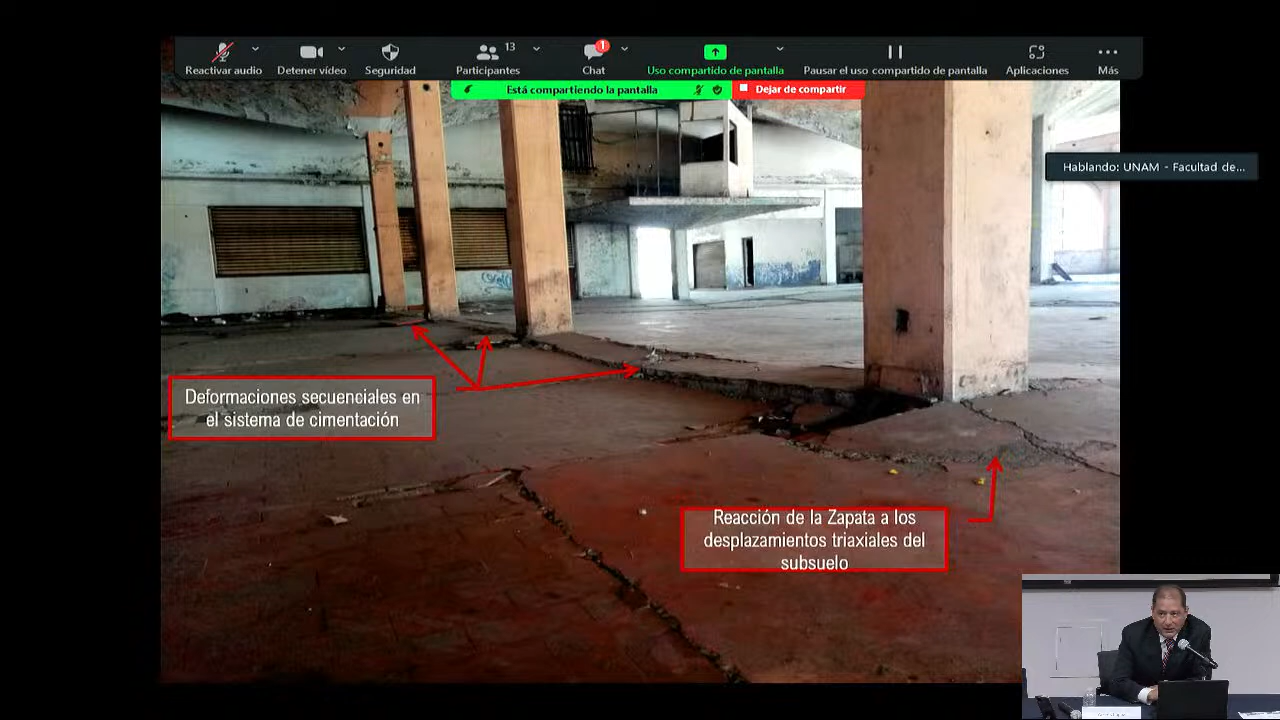 Reactivar audio
Detener vídeo
Seguridad
13
Participantes
1
Chat
Uso compartido de pantalla
Pausar el uso compartido de pantalla
Aplicaciones
Más
Está compartiendo la pantalla
Dejar de compartir
Hablando: UNAM - Facultad de...
Deformaciones secuenciales en
el sistema de cimentación
Reacción de la Zapata a los
desplazamientos triaxiales del
subsuelo